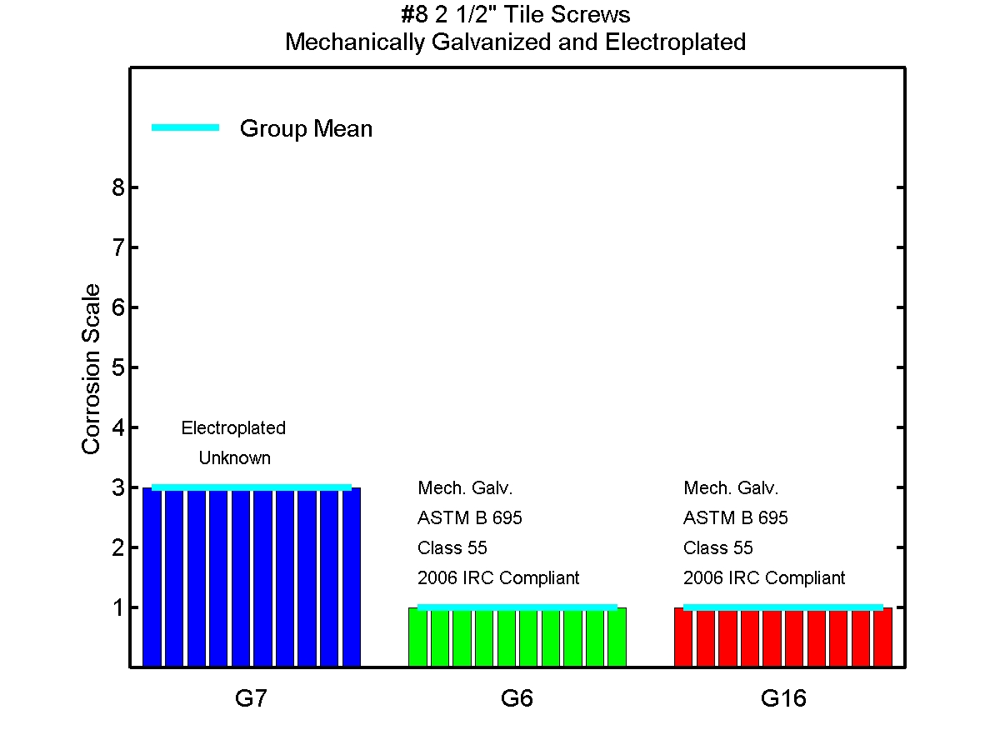 #8 2 1/2" Tile Screws
Mechanically Galvanized and Electroplated
Group Mean
8
7
6
5
4
3
2
1
Corrosion Scale
Electroplated
Unknown
Mech. Galv.
ASTM B 695
Class 55
2006 IRC Compliant
Mech. Galv.
ASTM B 695
Class 55
2006 IRC Compliant
G7
G6
G16